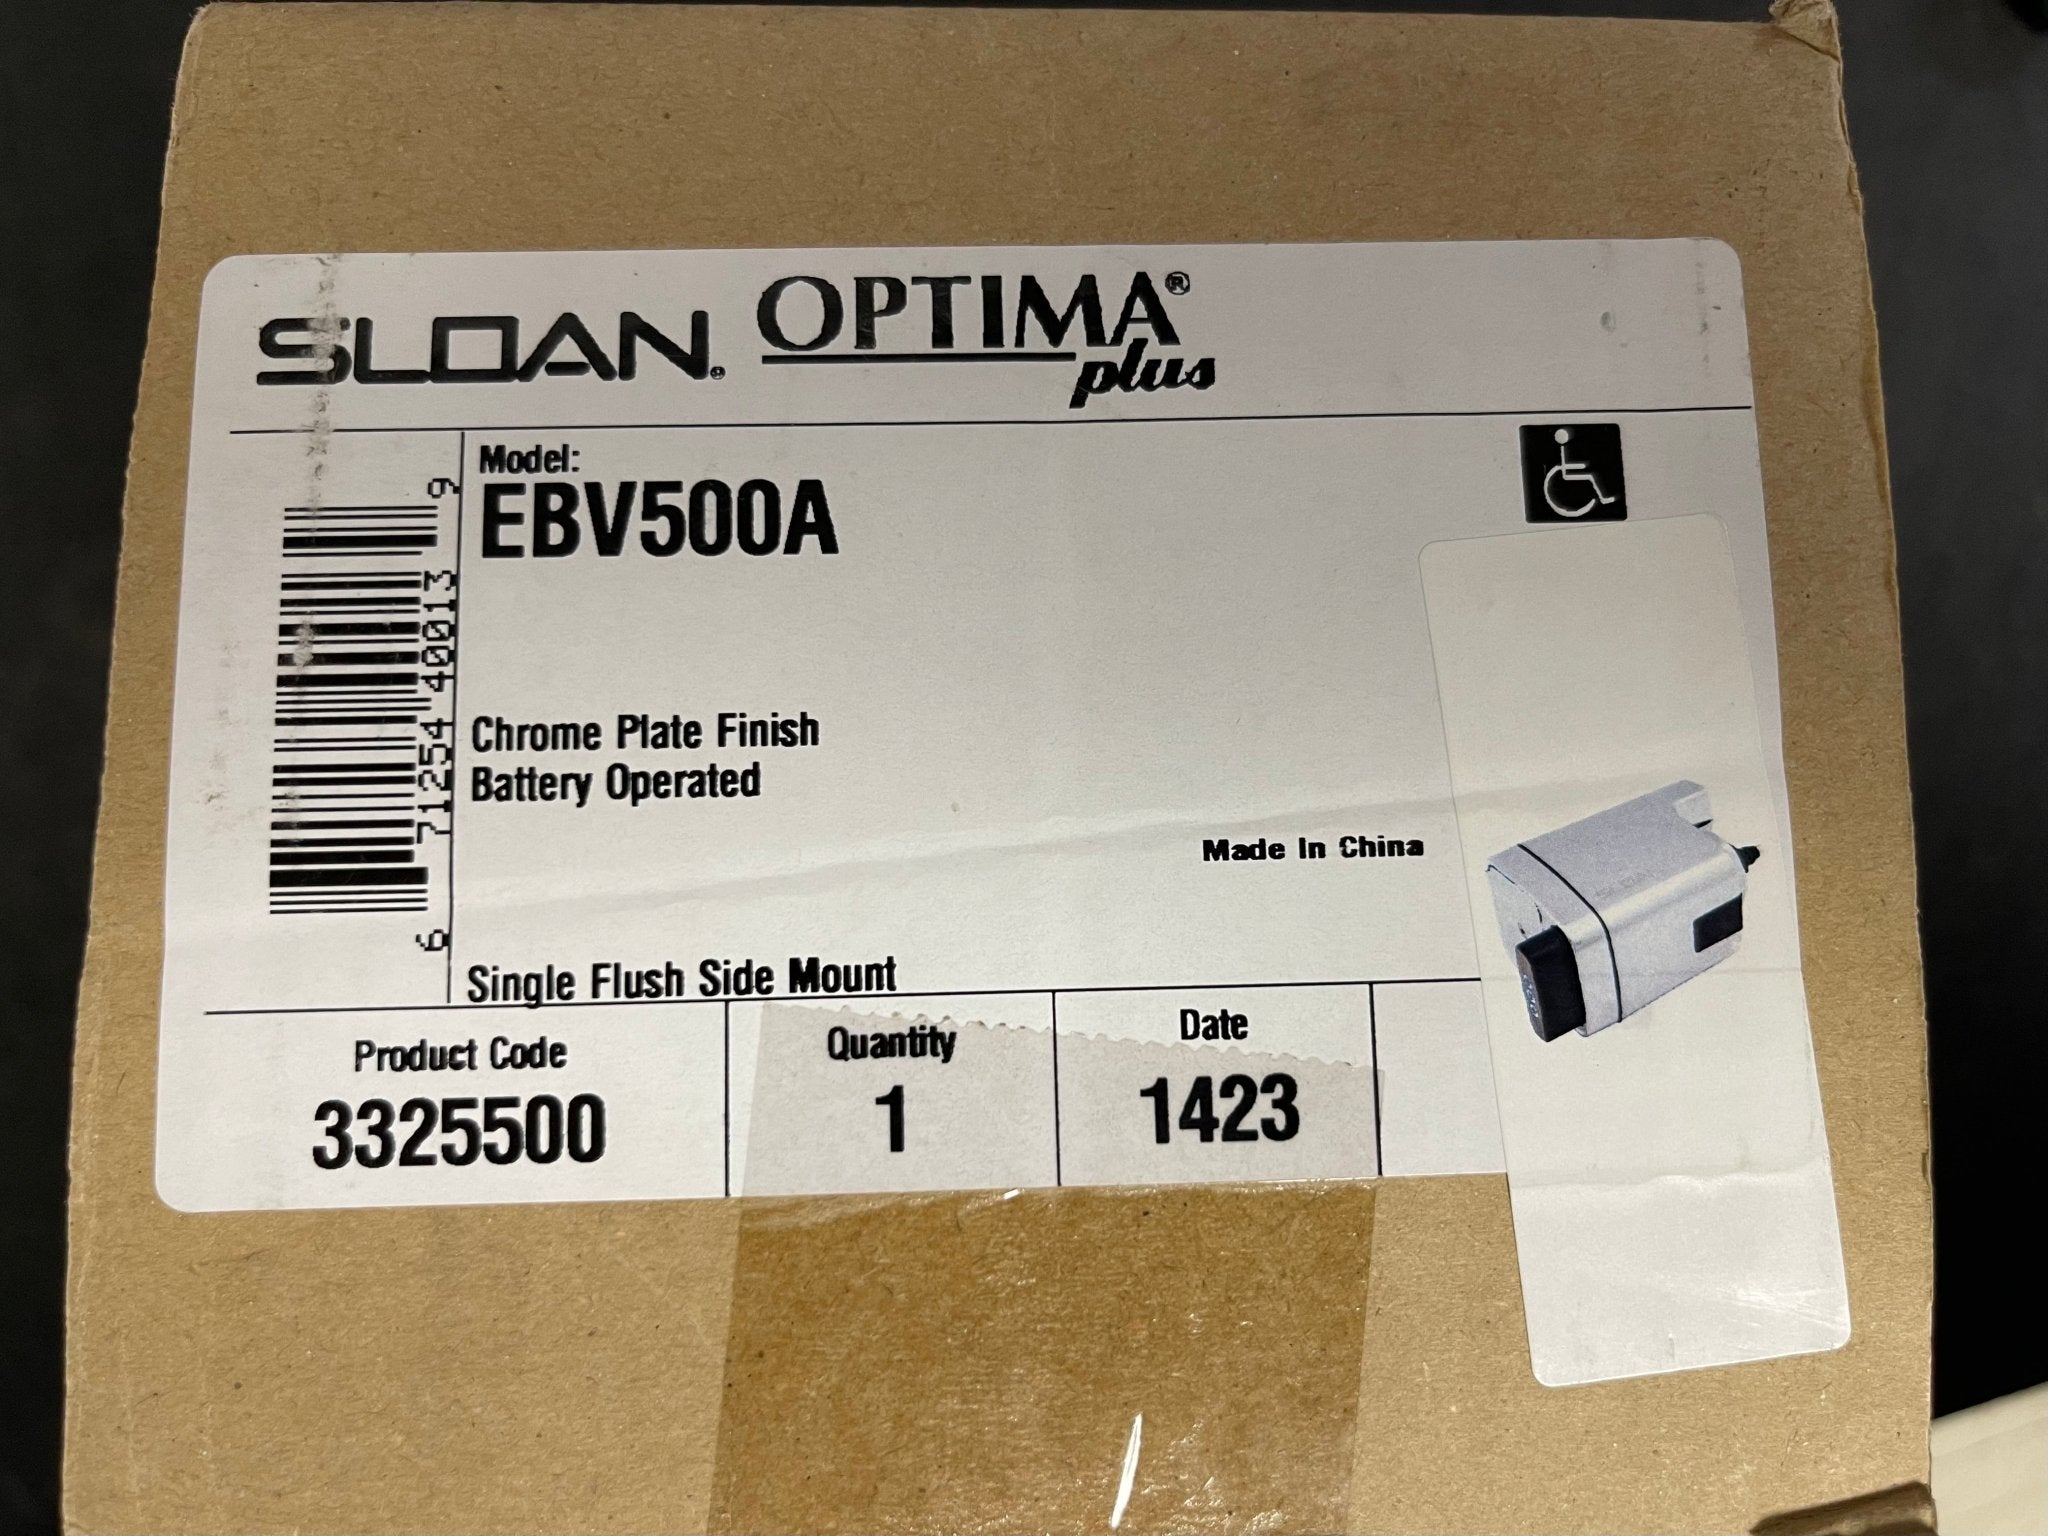 SLOAN® OPTIMA® plus
Model:
EBV500A
Chrome Plate Finish
Battery Operated
Made In China
Single Flush Side Mount
6 71254 40013 9
Product Code
3325500
Quantity
1
Date
1423
SLOAN